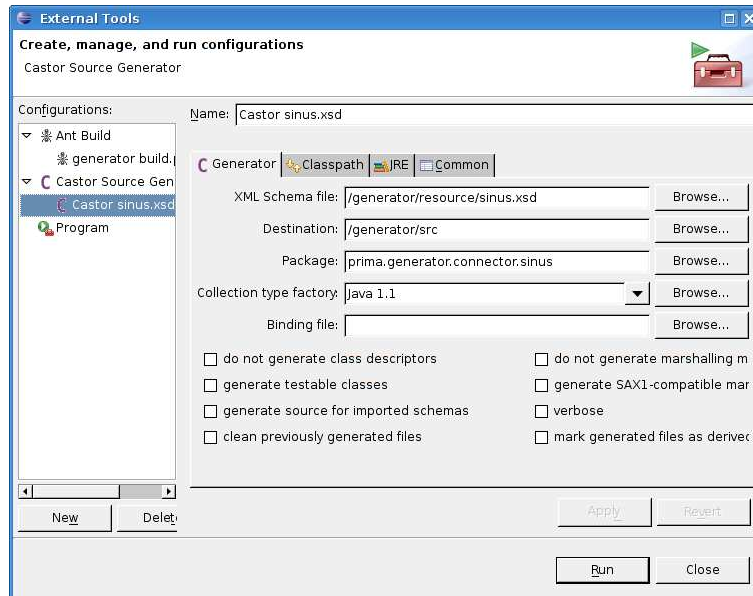 External Tools
Create, manage, and run configurations
Castor Source Generator
Configurations:
Ant Build
generator build.
Castor Source Gen
Castor sinus.xsd
Program
New
Delet
Name: Castor sinus.xsd
Generator Classpath JRE Common
XML Schema file: /generator/resource/sinus.xsd Browse...
Destination: /generator/src Browse...
Package: prima.generator.connector.sinus Browse...
Collection type factory: Java 1.1 Browse...
Binding file: Browse...
do not generate class descriptors do not generate marshalling m
generate testable classes generate SAX1-compatible mar
generate source for imported schemas verbose
clean previously generated files mark generated files as derived
Apply Revert
Run Close